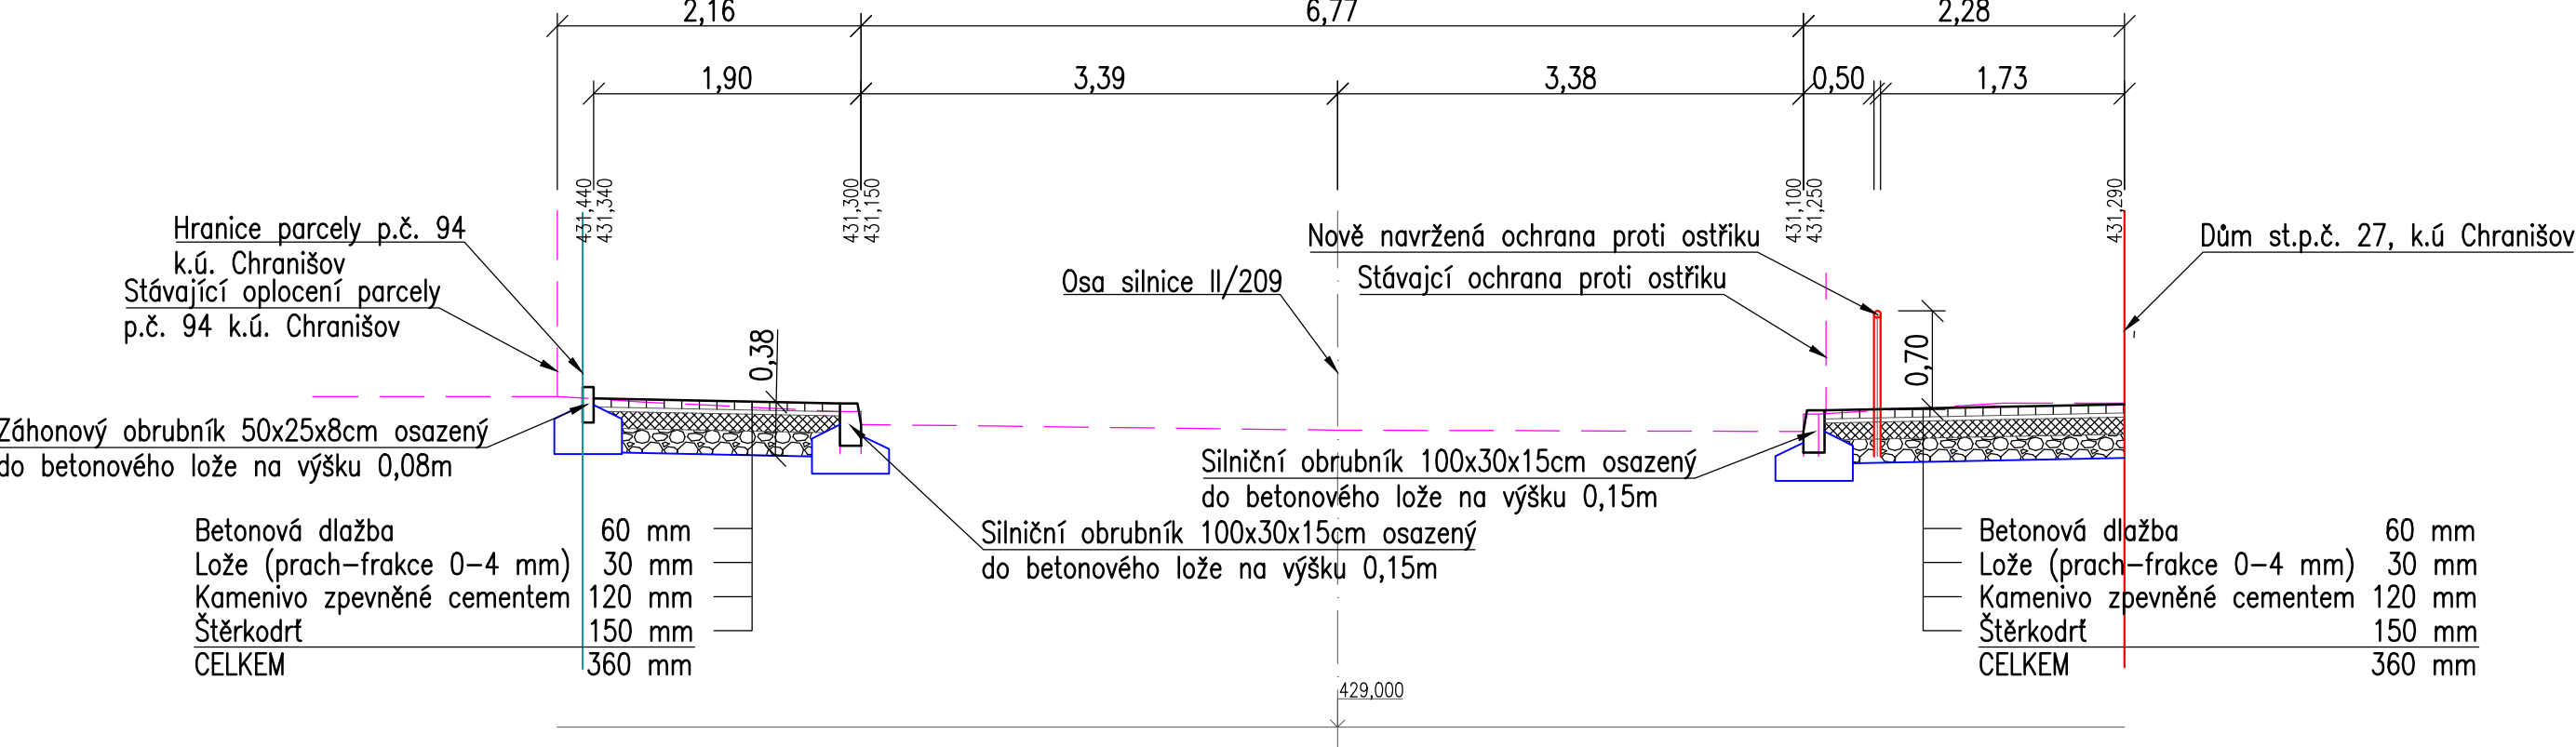 2,16 6,77 2,28
1,90 3,39 3,38 0,50 1,73
431,440
431,340
431,300
431,150
431,100
431,250
431,290
Hranice parcely p.č. 94
k.ú. Chranišov
Stávající oplocení parcely
p.č. 94 k.ú. Chranišov
Osa silnice II/209
Nově navržená ochrana proti ostřiku
Stávajcí ochrana proti ostřiku
Dům st.p.č. 27, k.ú Chranišov
0,38
0,70
Záhonový obrubník 50x25x8cm osazený
do betonového lože na výšku 0,08m
Silniční obrubník 100x30x15cm osazený
do betonového lože na výšku 0,15m
Silniční obrubník 100x30x15cm osazený
do betonového lože na výšku 0,15m
Betonová dlažba 60 mm
Lože (prach-frakce 0-4 mm) 30 mm
Kamenivo zpevněné cementem 120 mm
Štěrkodrť 150 mm
CELKEM 360 mm
Betonová dlažba 60 mm
Lože (prach-frakce 0-4 mm) 30 mm
Kamenivo zpevněné cementem 120 mm
Štěrkodrť 150 mm
CELKEM 360 mm
429,000